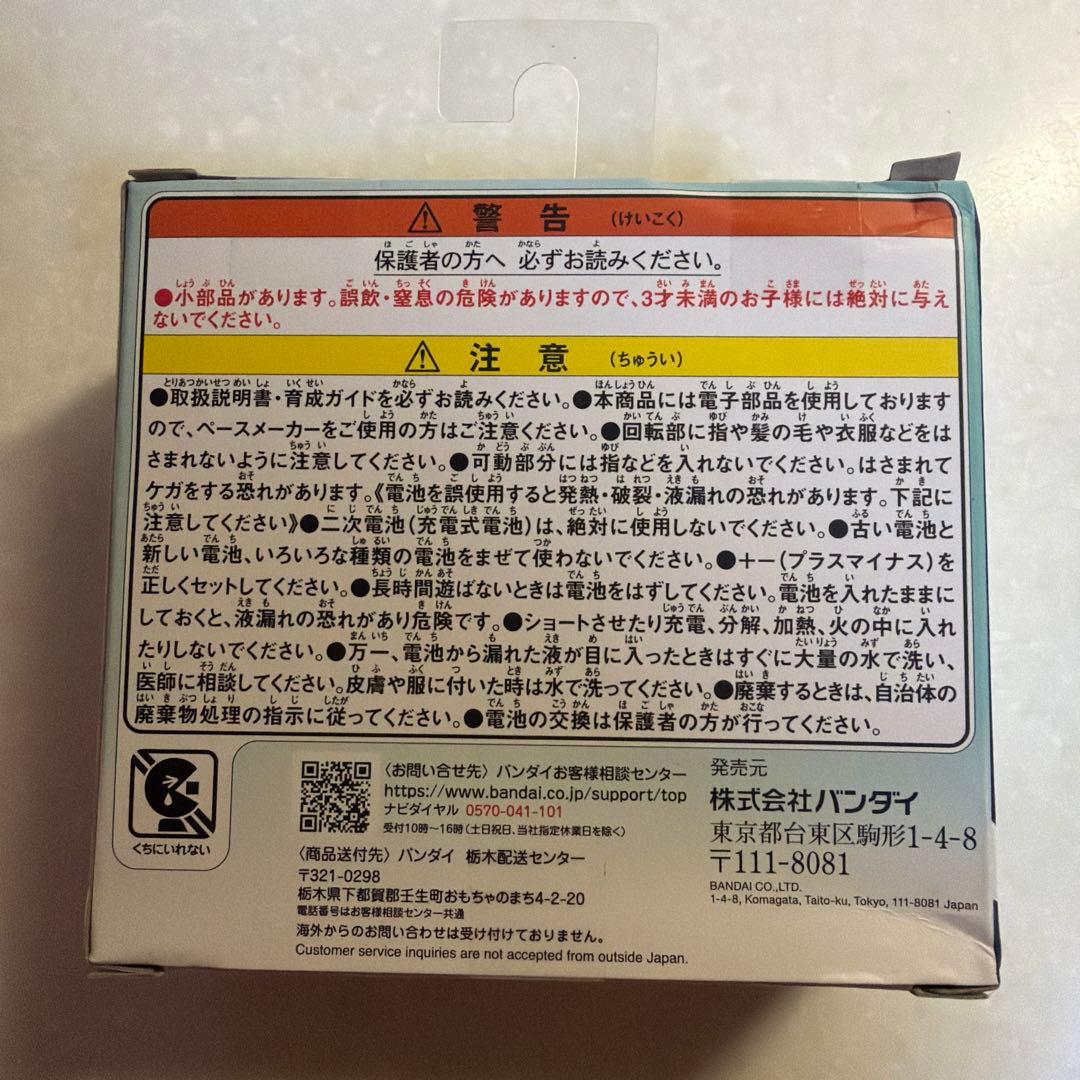 警告 (けいこく)
保護者の方へ 必ずお読みください。
●小部品があります。誤飲・窒息の危険がありますので、3才未満のお子様には絶対に与え
ないでください。
注意 (ちゅうい)
●取扱説明書・育成ガイドを必ずお読みください。●本商品には電子部品を使用しております
ので、ペースメーカーをご使用の方はご注意ください。●回転部に指や髪の毛や衣服などをは
さまれないように注意してください。●可動部分には指などを入れないでください。はさまれて
ケガをする恐れがあります。《電池を誤使用すると発熱・破裂・液漏れの恐れがあります。下記に
注意してください》●二次電池(充電式電池)は、絶対に使用しないでください。●古い電池と
新しい電池、いろいろな種類の電池をまぜて使わないでください。●+-(プラスマイナス)を
正しくセットしてください。●長時間遊ばないときは電池をはずしてください。電池を入れたままに
しておくと、液漏れの恐れがあり危険です。●ショートさせたり充電、分解、加熱、火の中に入れ
たりしないでください。●万一、電池から漏れた液が目に入ったときはすぐに大量の水で洗い、
医師に相談してください。皮膚や服に付いた時は水で洗ってください。●廃棄するときは、自治体の
廃棄物処理の指示に従ってください。●電池の交換は保護者の方が行ってください。
くちにいれない
〈お問い合せ先〉バンダイお客様相談センター
https://www.bandai.co.jp/support/top
ナビダイヤル 0570-041-101
受付10時〜16時(土日祝日、当社指定休業日を除く)
〈商品送付先〉バンダイ 栃木配送センター
〒321-0298
栃木県下都賀郡壬生町おもちゃのまち4-2-20
電話番号はお客様相談センター共通
海外からのお問い合わせは受け付けておりません。
Customer service inquiries are not accepted from outside Japan.
発売元
株式会社バンダイ
東京都台東区駒形1-4-8
〒111-8081
BANDAI CO.,LTD.
1-4-8, Komagata, Taito-ku, Tokyo, 111-8081 Japan